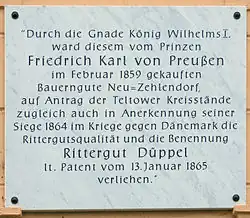 "Durch die Gnade König Wilhelms I.
ward diesem vom Prinzen
Friedrich Karl von Preußen
im Februar 1859 gekauften
Bauerngute Neu=Zehlendorf,
auf Antrag der Teltower Kreisstände
zugleich auch in Anerkennung seiner
Siege 1864 im Kriege gegen Dänemark die
Rittergutsqualität und die Benennung
Rittergut Düppel
lt. Patent vom 13. Januar 1865
verliehen."